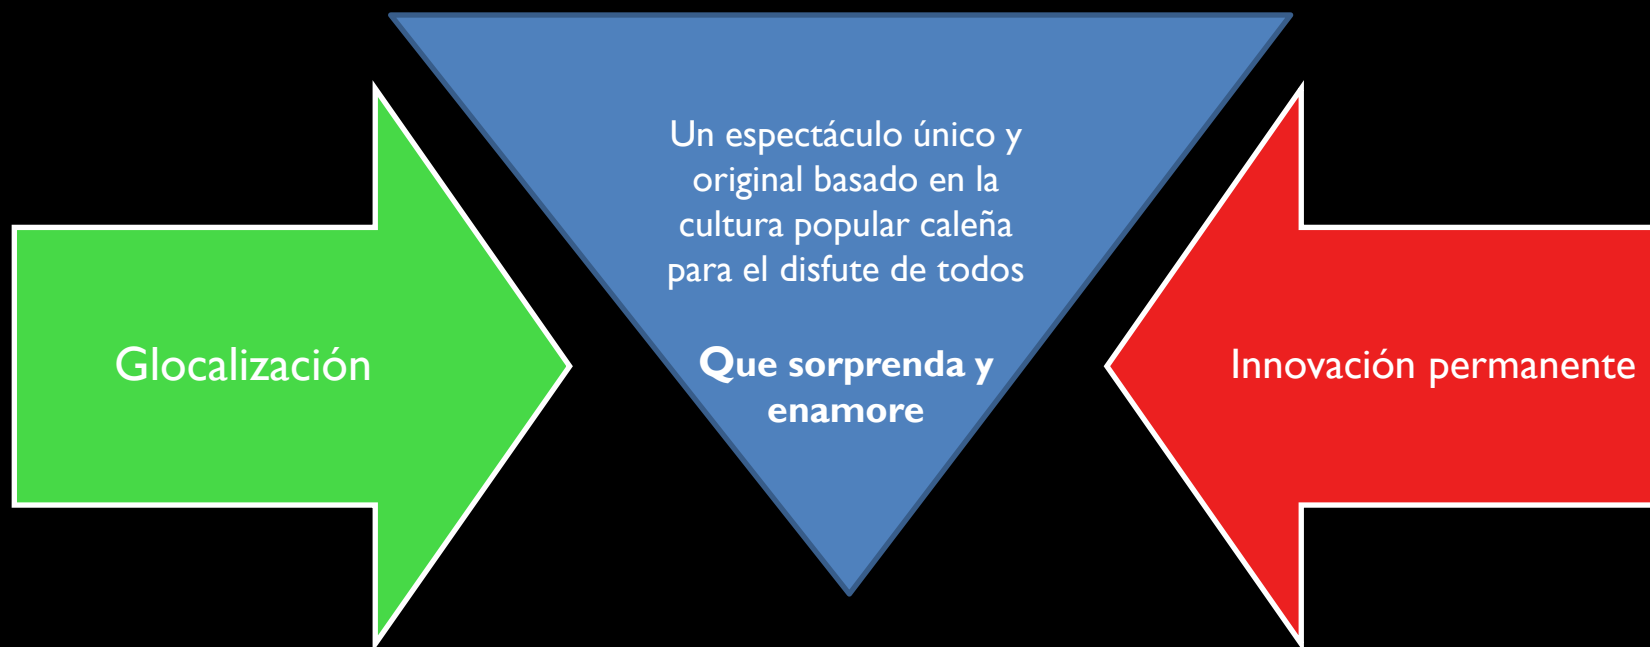 Glocalización
Un espectáculo único y
original basado en la
cultura popular caleña
para el disfute de todos
Que sorprenda y
enamore
Innovación permanente